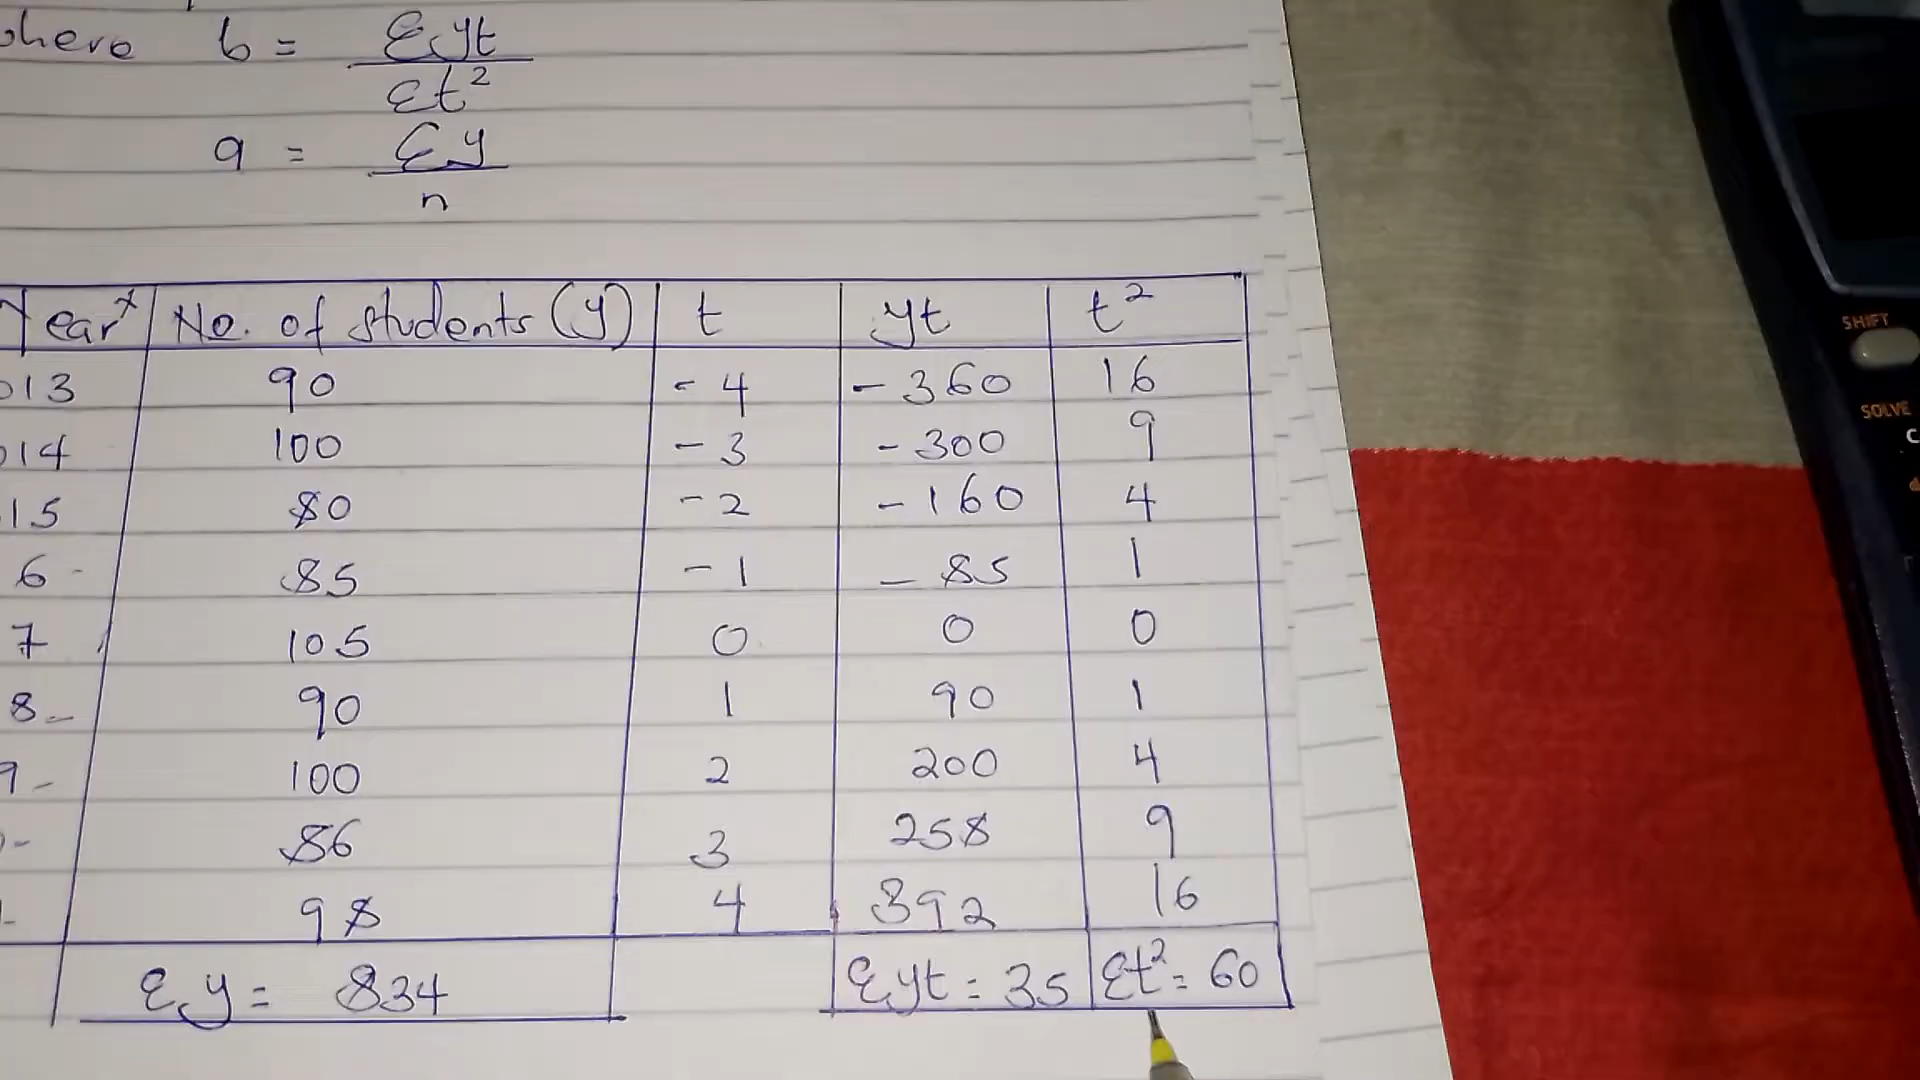 where b = Σyt
Σt²
a = Σy
n
Year x No. of students (y) t yt t²
013 90 -4 -360 16
014 100 -3 -300 9
15 80 -2 -160 4
6 - 85 -1 -85 1
7 105 0 0 0
8 - 90 1 90 1
9 - 100 2 200 4
- 86 3 258 9
- 98 4 392 16
Σy = 834 Σyt = 35 Σt² = 60
SHIFT
SOLVE